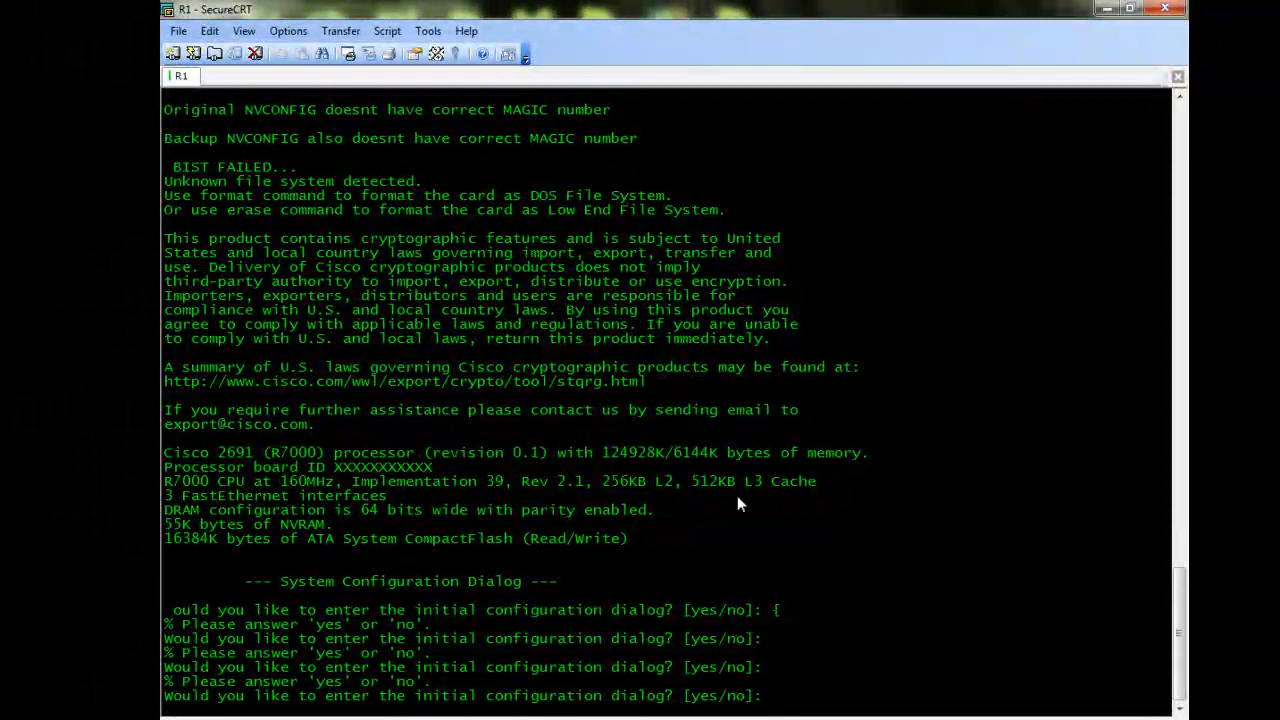 R1 - SecureCRT
File Edit View Options Transfer Script Tools Help
R1
Original NVCONFIG doesnt have correct MAGIC number
Backup NVCONFIG also doesnt have correct MAGIC number
BIST FAILED...
Unknown file system detected.
Use format command to format the card as DOS File System.
Or use erase command to format the card as Low End File System.
This product contains cryptographic features and is subject to United
States and local country laws governing import, export, transfer and
use. Delivery of Cisco cryptographic products does not imply
third-party authority to import, export, distribute or use encryption.
Importers, exporters, distributors and users are responsible for
compliance with U.S. and local country laws. By using this product you
agree to comply with applicable laws and regulations. If you are unable
to comply with U.S. and local laws, return this product immediately.
A summary of U.S. laws governing Cisco cryptographic products may be found at:
http://www.cisco.com/wwl/export/crypto/tool/stqrg.html
If you require further assistance please contact us by sending email to
export@cisco.com.
Cisco 2691 (R7000) processor (revision 0.1) with 124928K/6144K bytes of memory.
Processor board ID XXXXXXXXXXX
R7000 CPU at 160MHz, Implementation 39, Rev 2.1, 256KB L2, 512KB L3 Cache
3 FastEthernet interfaces
DRAM configuration is 64 bits wide with parity enabled.
55K bytes of NVRAM.
16384K bytes of ATA System CompactFlash (Read/Write)
--- System Configuration Dialog ---
ould you like to enter the initial configuration dialog? [yes/no]: {
% Please answer 'yes' or 'no'.
Would you like to enter the initial configuration dialog? [yes/no]:
% Please answer 'yes' or 'no'.
Would you like to enter the initial configuration dialog? [yes/no]:
% Please answer 'yes' or 'no'.
Would you like to enter the initial configuration dialog? [yes/no]: